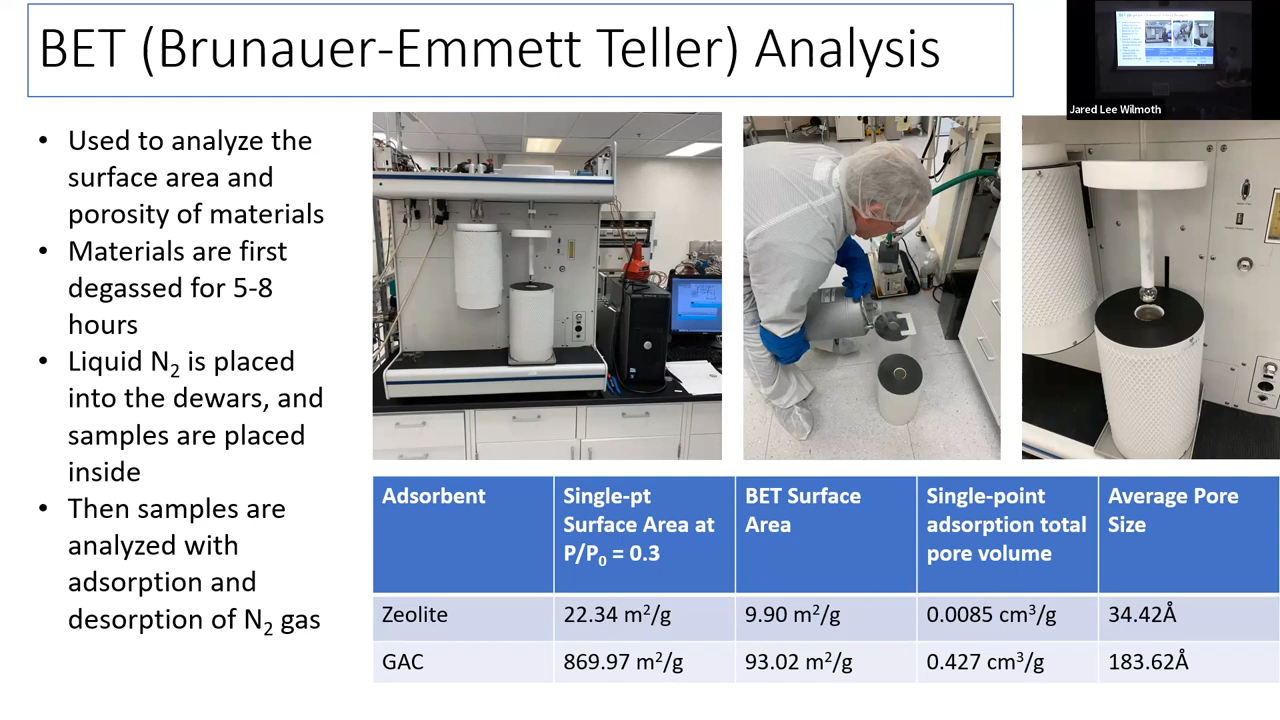 BET (Brunauer-Emmett Teller) Analysis
Jared Lee Wilmoth
• Used to analyze the
surface area and
porosity of materials
• Materials are first
degassed for 5-8
hours
• Liquid N₂ is placed
into the dewars, and
samples are placed
inside
• Then samples are
analyzed with
adsorption and
desorption of N₂ gas
Adsorbent
Single-pt
Surface Area at
P/P₀ = 0.3
BET Surface
Area
Single-point
adsorption total
pore volume
Average Pore
Size
Zeolite 22.34 m²/g 9.90 m²/g 0.0085 cm³/g 34.42Å
GAC 869.97 m²/g 93.02 m²/g 0.427 cm³/g 183.62Å